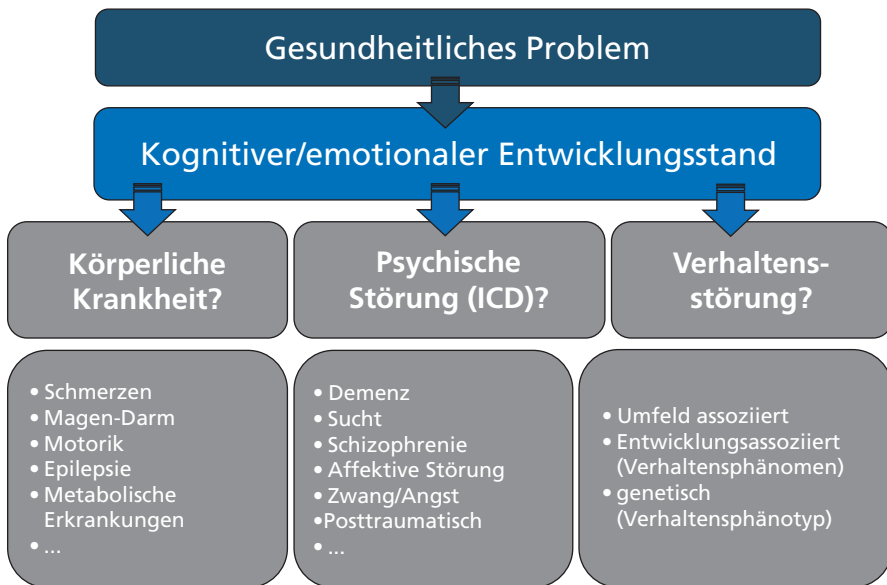 Gesundheitliches Problem
Kognitiver/emotionaler Entwicklungsstand
Körperliche
Krankheit?
Psychische
Störung (ICD)?
Verhaltens-
störung?
• Schmerzen
• Magen-Darm
• Motorik
• Epilepsie
• Metabolische
Erkrankungen
• ...
• Demenz
• Sucht
• Schizophrenie
• Affektive Störung
• Zwang/Angst
•Posttraumatisch
• ...
• Umfeld assoziiert
• Entwicklungsassoziiert
(Verhaltensphänomen)
• genetisch
(Verhaltensphänotyp)